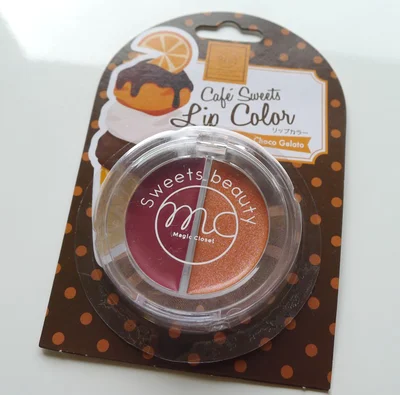 Café Sweets
Lip Color
リップカラー
Choco Gelato
Sweets beauty
mc
Magic Closet